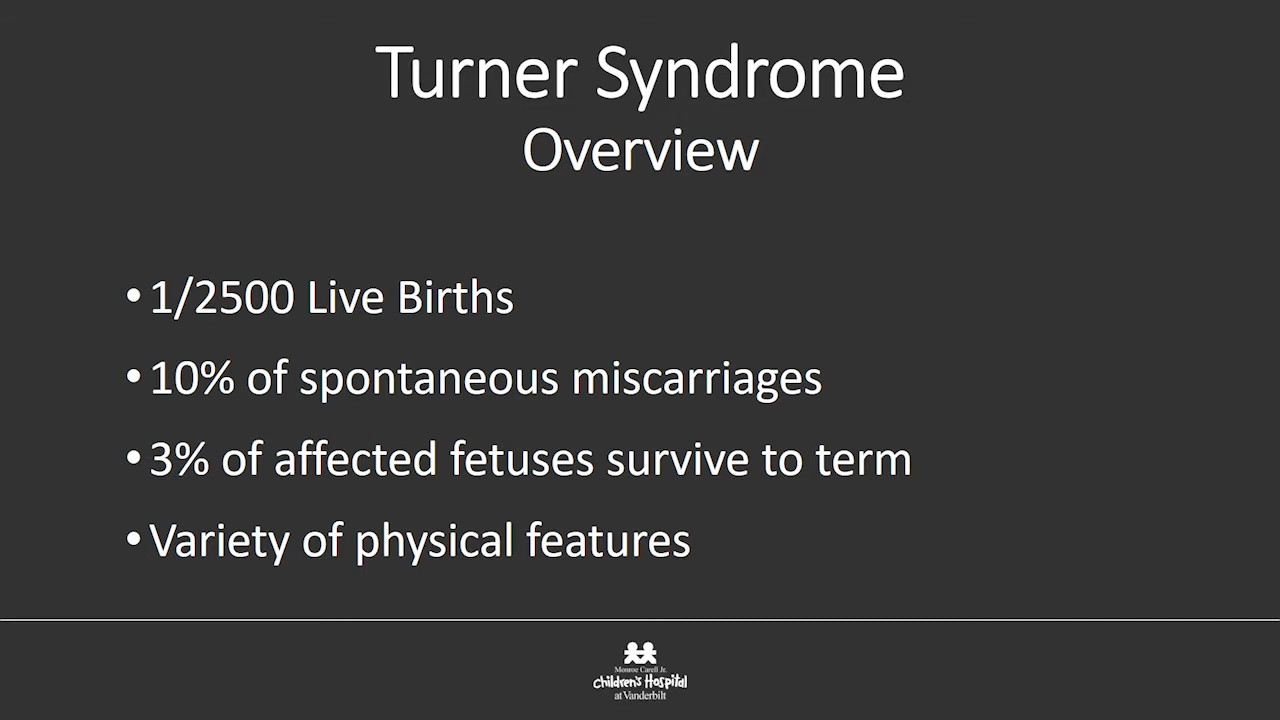 Turner Syndrome
Overview
• 1/2500 Live Births
• 10% of spontaneous miscarriages
• 3% of affected fetuses survive to term
• Variety of physical features
Monroe Carell Jr.
Children's Hospital
at Vanderbilt